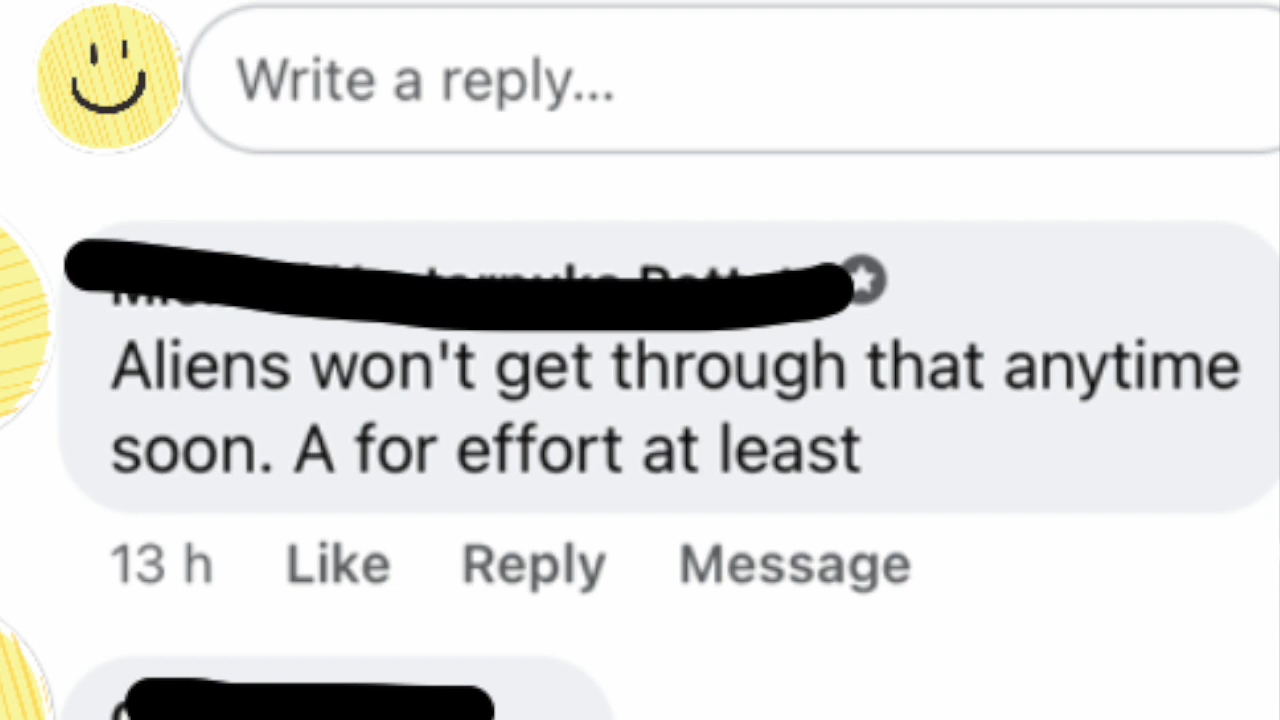 Write a reply...
Aliens won't get through that anytime
soon. A for effort at least
13 h Like Reply Message